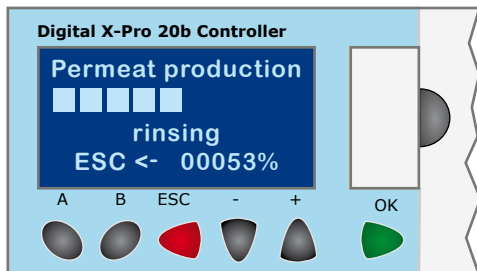 Digital X-Pro 20b Controller
Permeat production
rinsing
ESC <- 00053%
A B ESC - + OK